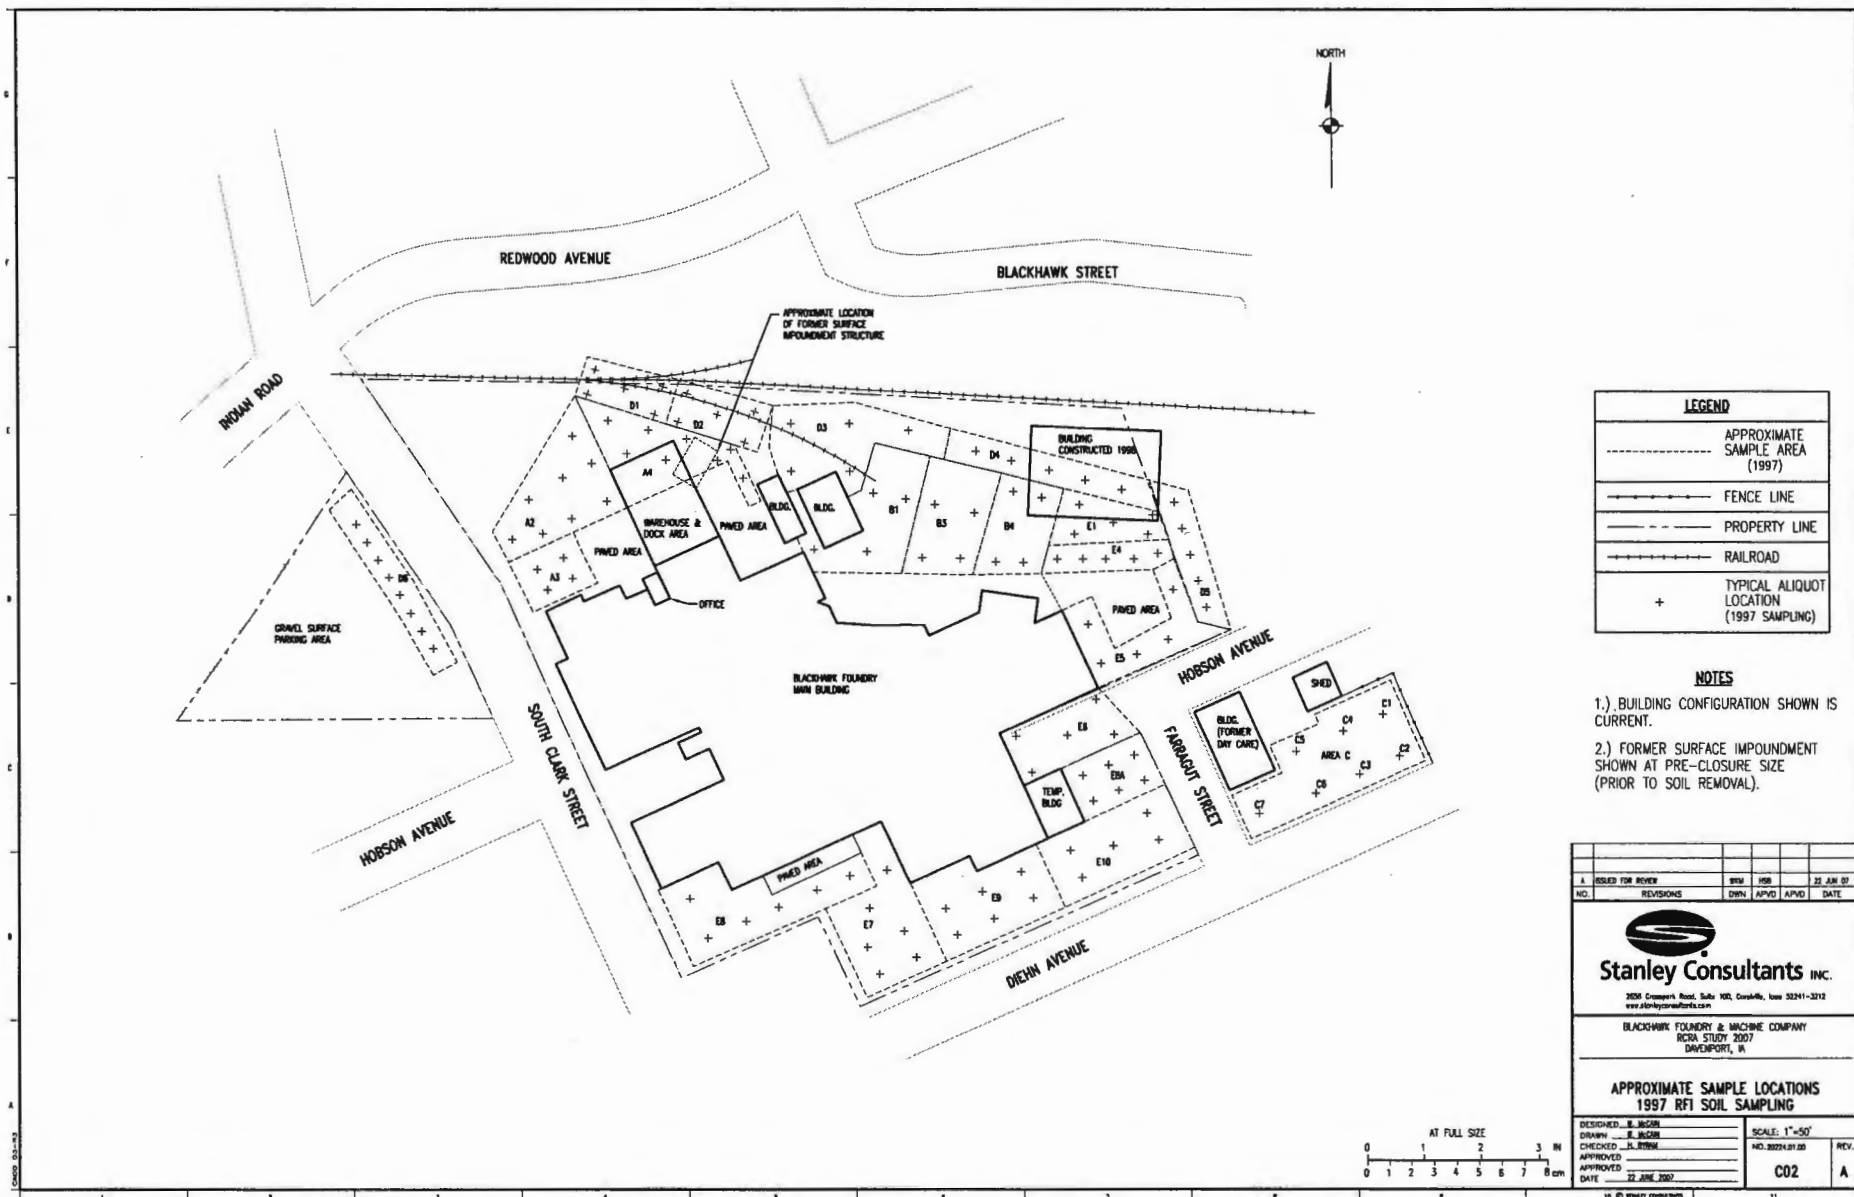 NORTH
REDWOOD AVENUE
BLACKHAWK STREET
INDIAN ROAD
APPROXIMATE LOCATION
OF FORMER SURFACE
IMPOUNDMENT STRUCTURE
D1
D2
D3
D4
BUILDING
CONSTRUCTED 1998
A4
A2
A3
PAVED AREA
WAREHOUSE &
DOCK AREA
PAVED AREA
BLDG.
BLDG.
B1
B3
B4
E1
E4
D5
PAVED AREA
E5
OFFICE
GRAVEL SURFACE
PARKING AREA
BLACKHAWK FOUNDRY
MAIN BUILDING
HOBSON AVENUE
SOUTH CLARK STREET
FARRAGUT STREET
HOBSON AVENUE
DIEHN AVENUE
TEMP.
BLDG
PAVED AREA
E7
E9
E10
BLDG.
(FORMER
DAY CARE)
SHED
AREA C
C1
C2
C3
C4
C5
C6
C7
LEGEND
APPROXIMATE
SAMPLE AREA
(1997)
FENCE LINE
PROPERTY LINE
RAILROAD
TYPICAL ALIQUOT
LOCATION
(1997 SAMPLING)
NOTES
1.) BUILDING CONFIGURATION SHOWN IS
CURRENT.
2.) FORMER SURFACE IMPOUNDMENT
SHOWN AT PRE-CLOSURE SIZE
(PRIOR TO SOIL REMOVAL).
A ISSUED FOR REVIEW 22 JUN 07
NO. REVISIONS DWN APVD APVD DATE
Stanley Consultants INC.
www.stanleyconsultants.com
BLACKHAWK FOUNDRY & MACHINE COMPANY
RCRA STUDY 2007
DAVENPORT, IA
APPROXIMATE SAMPLE LOCATIONS
1997 RFI SOIL SAMPLING
DESIGNED
DRAWN
CHECKED
APPROVED
APPROVED
DATE 22 JUNE 2007
SCALE: 1"=50'
NO. 20224.01.00
REV.
C02
A
AT FULL SIZE
0 1 2 3 IN
0 1 2 3 4 5 6 7 8 cm